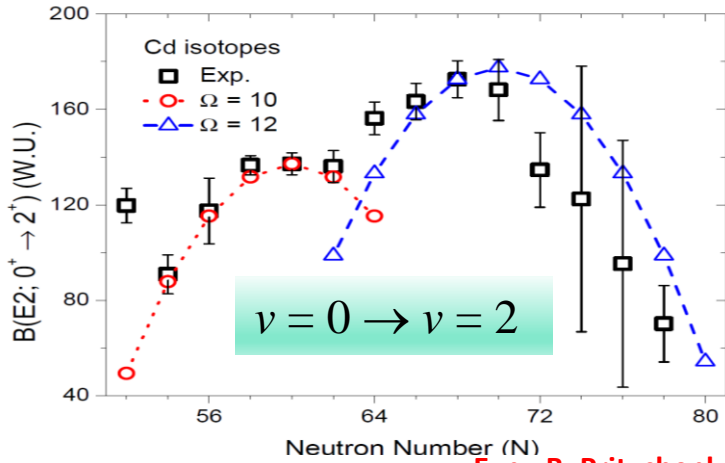 200
160
120
80
40
B(E2; 0⁺ → 2⁺) (W.U.)
Cd isotopes
Exp.
Ω = 10
Ω = 12
ν = 0 → ν = 2
56
64
72
80
Neutron Number (N)